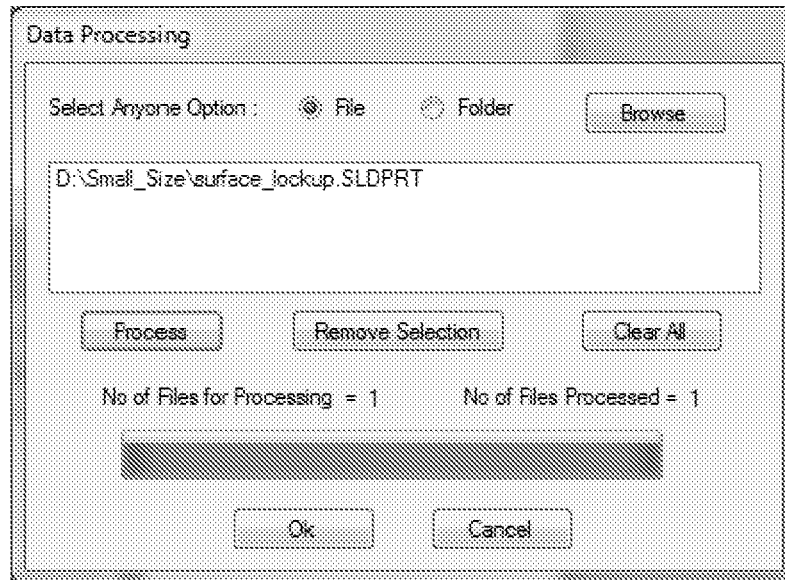 Data Processing
Select Anyone Option : File Folder Browse
D:\Small_Size\surface_lockup.SLDPRT
Process Remove Selection Clear All
No of Files for Processing = 1 No of Files Processed = 1
Ok Cancel